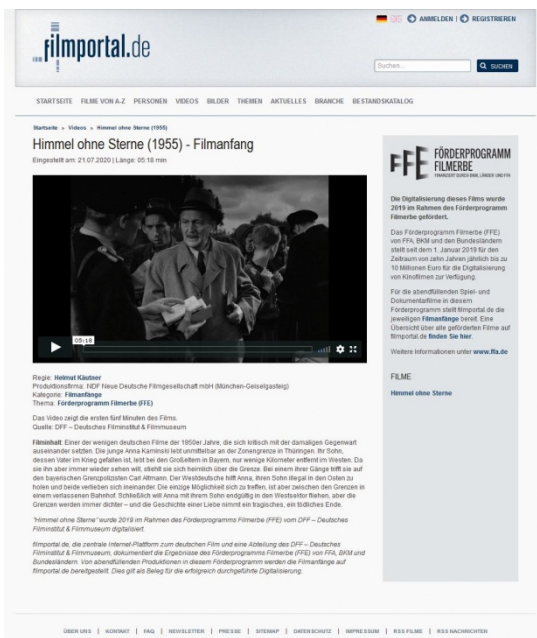 ANMELDEN | REGISTRIEREN
filmportal.de
Suchen...
SUCHEN
STARTSEITE FILME VON A-Z PERSONEN VIDEOS BILDER THEMEN AKTUELLES BRANCHE BESTANDSKATALOG
Startseite » Videos » Himmel ohne Sterne (1955)
Himmel ohne Sterne (1955) - Filmanfang
Eingestellt am: 21.07.2020 | Länge: 05:18 min
05:18
Regie: Helmut Käutner
Produktionsfirma: NDF Neue Deutsche Filmgesellschaft mbH (München-Geiselgasteig)
Kategorie: Filmanfänge
Thema: Förderprogramm Filmerbe (FFE)
Das Video zeigt die ersten fünf Minuten des Films.
Quelle: DFF – Deutsches Filminstitut & Filmmuseum
Filminhalt: Einer der wenigen deutschen Filme der 1950er Jahre, die sich kritisch mit der damaligen Gegenwart
auseinander setzten. Die junge Anna Kaminski lebt unmittelbar an der Zonengrenze in Thüringen. Ihr Sohn,
dessen Vater im Krieg gefallen ist, lebt bei den Großeltern in Bayern, nur wenige Kilometer entfernt im Westen. Da
sie ihn aber immer wieder sehen will, stiehlt sie sich heimlich über die Grenze. Bei einem ihrer Gänge trifft sie auf
den bayerischen Grenzpolizisten Carl Altmann. Der Westdeutsche hilft Anna, ihren Sohn illegal in den Osten zu
holen und beide verlieben sich ineinander. Die einzige Möglichkeit sich zu treffen, ist aber zwischen den Grenzen in
einem verlassenen Bahnhof. Schließlich will Anna mit ihrem Sohn endgültig in den Westsektor fliehen, aber die
Grenzen werden immer dichter – und die Geschichte einer Liebe nimmt ein tragisches, ein tödliches Ende.
"Himmel ohne Sterne" wurde 2019 im Rahmen des Förderprogramms Filmerbe (FFE) vom DFF – Deutsches
Filminstitut & Filmmuseum digitalisiert.
filmportal.de, die zentrale Internet-Plattform zum deutschen Film und eine Abteilung des DFF – Deutsches
Filminstitut & Filmmuseum, dokumentiert die Ergebnisse des Förderprogramms Filmerbe (FFE) von FFA, BKM und
Bundesländern. Von abendfüllenden Produktionen in diesem Förderprogramm werden die Filmanfänge auf
filmportal.de bereitgestellt. Dies gilt als Beleg für die erfolgreich durchgeführte Digitalisierung.
FFE FÖRDERPROGRAMM
FILMERBE
FINANZIERT DURCH BKM, LÄNDER UND FFA
Die Digitalisierung dieses Films wurde
2019 im Rahmen des Förderprogramm
Filmerbe gefördert.
Das Förderprogramm Filmerbe (FFE)
von FFA, BKM und den Bundesländern
stellt seit dem 1. Januar 2019 für den
Zeitraum von zehn Jahren jährlich bis zu
10 Millionen Euro für die Digitalisierung
von Kinofilmen zur Verfügung.
Für die abendfüllenden Spiel- und
Dokumentarfilme in diesem
Förderprogramm stellt filmportal.de die
jeweiligen Filmanfänge bereit. Eine
Übersicht über alle geförderten Filme auf
filmportal.de finden Sie hier.
Weitere Informationen unter www.ffa.de
FILME
Himmel ohne Sterne
ÜBER UNS | KONTAKT | FAQ | NEWSLETTER | PRESSE | SITEMAP | DATENSCHUTZ | IMPRESSUM | RSS FILME | RSS NACHRICHTEN